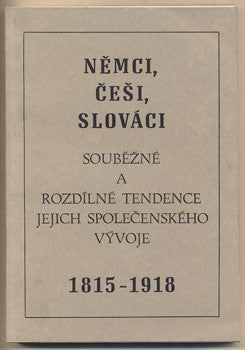 NĚMCI,
ČEŠI,
SLOVÁCI
SOUBĚŽNÉ
A
ROZDÍLNÉ TENDENCE
JEJICH SPOLEČENSKÉHO
VÝVOJE
1815-1918